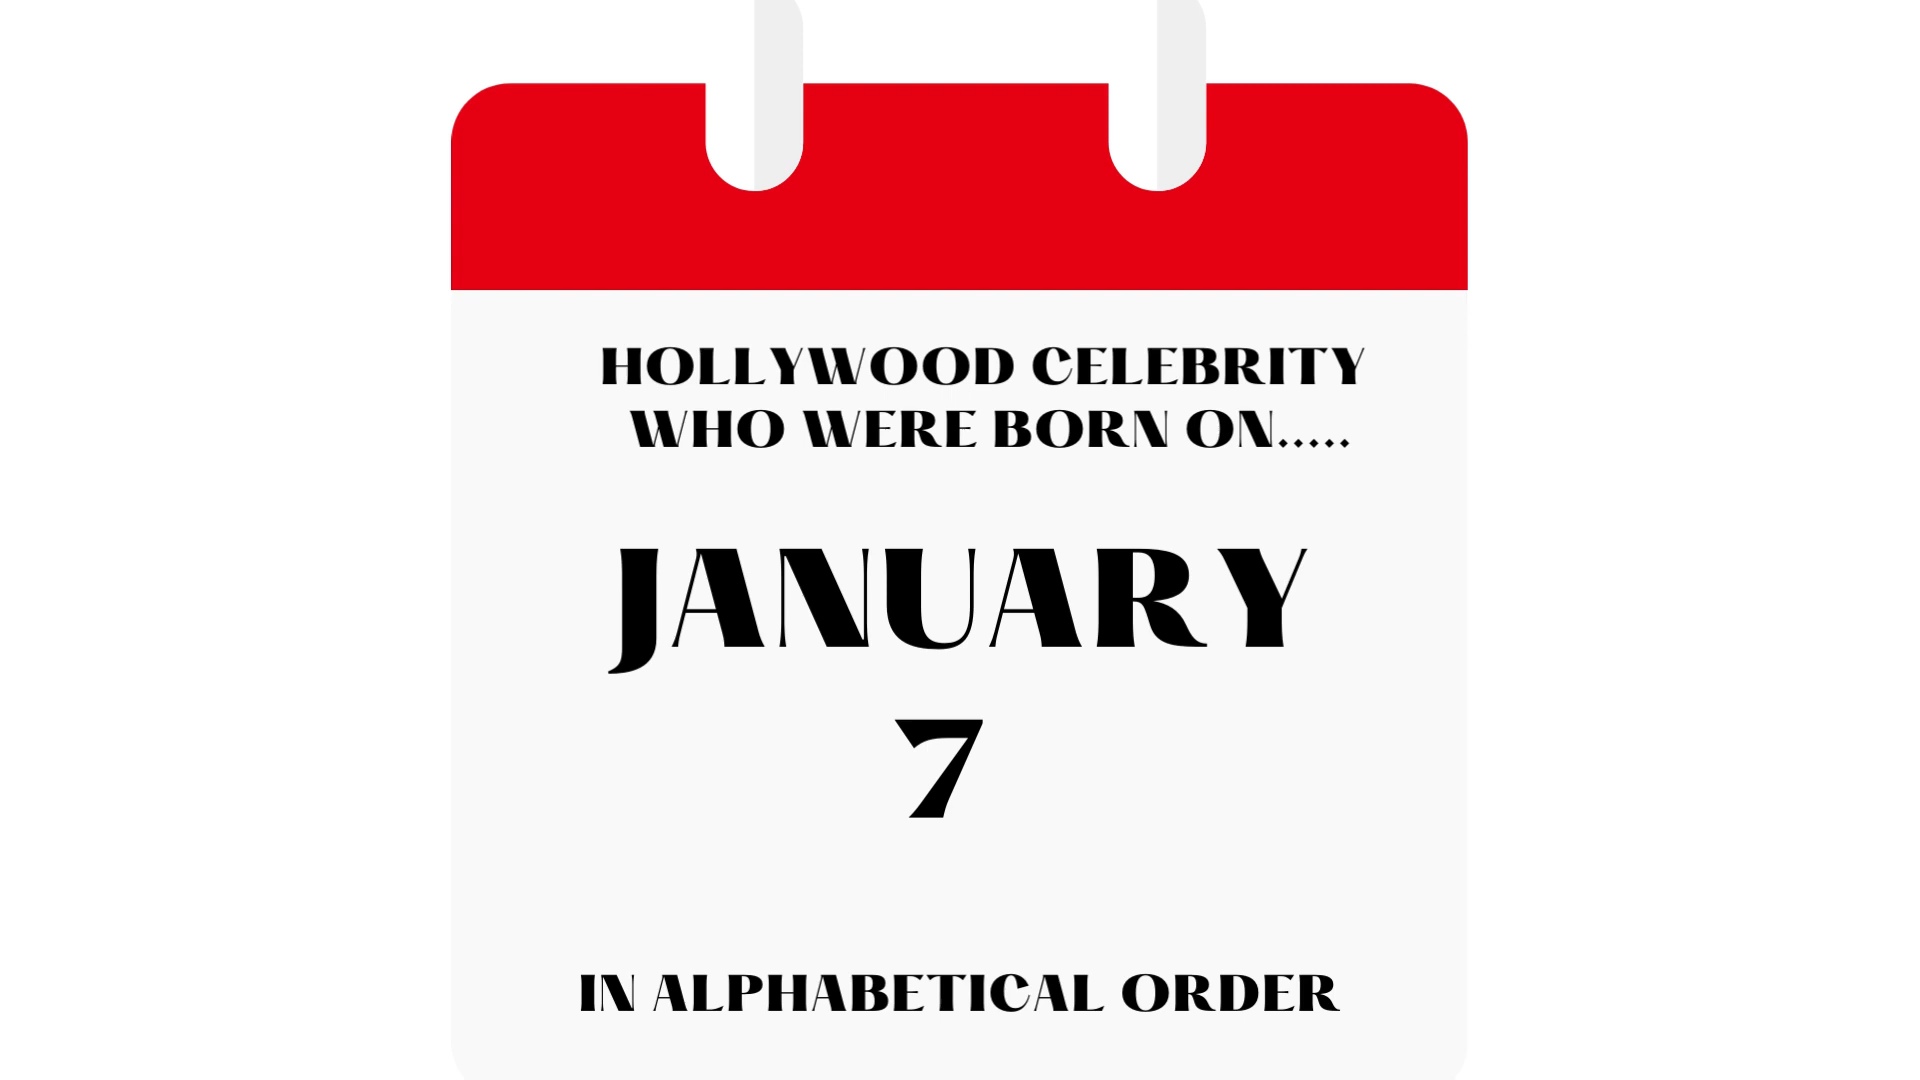 HOLLYWOOD CELEBRITY
WHO WERE BORN ON.....
JANUARY
7
IN ALPHABETICAL ORDER